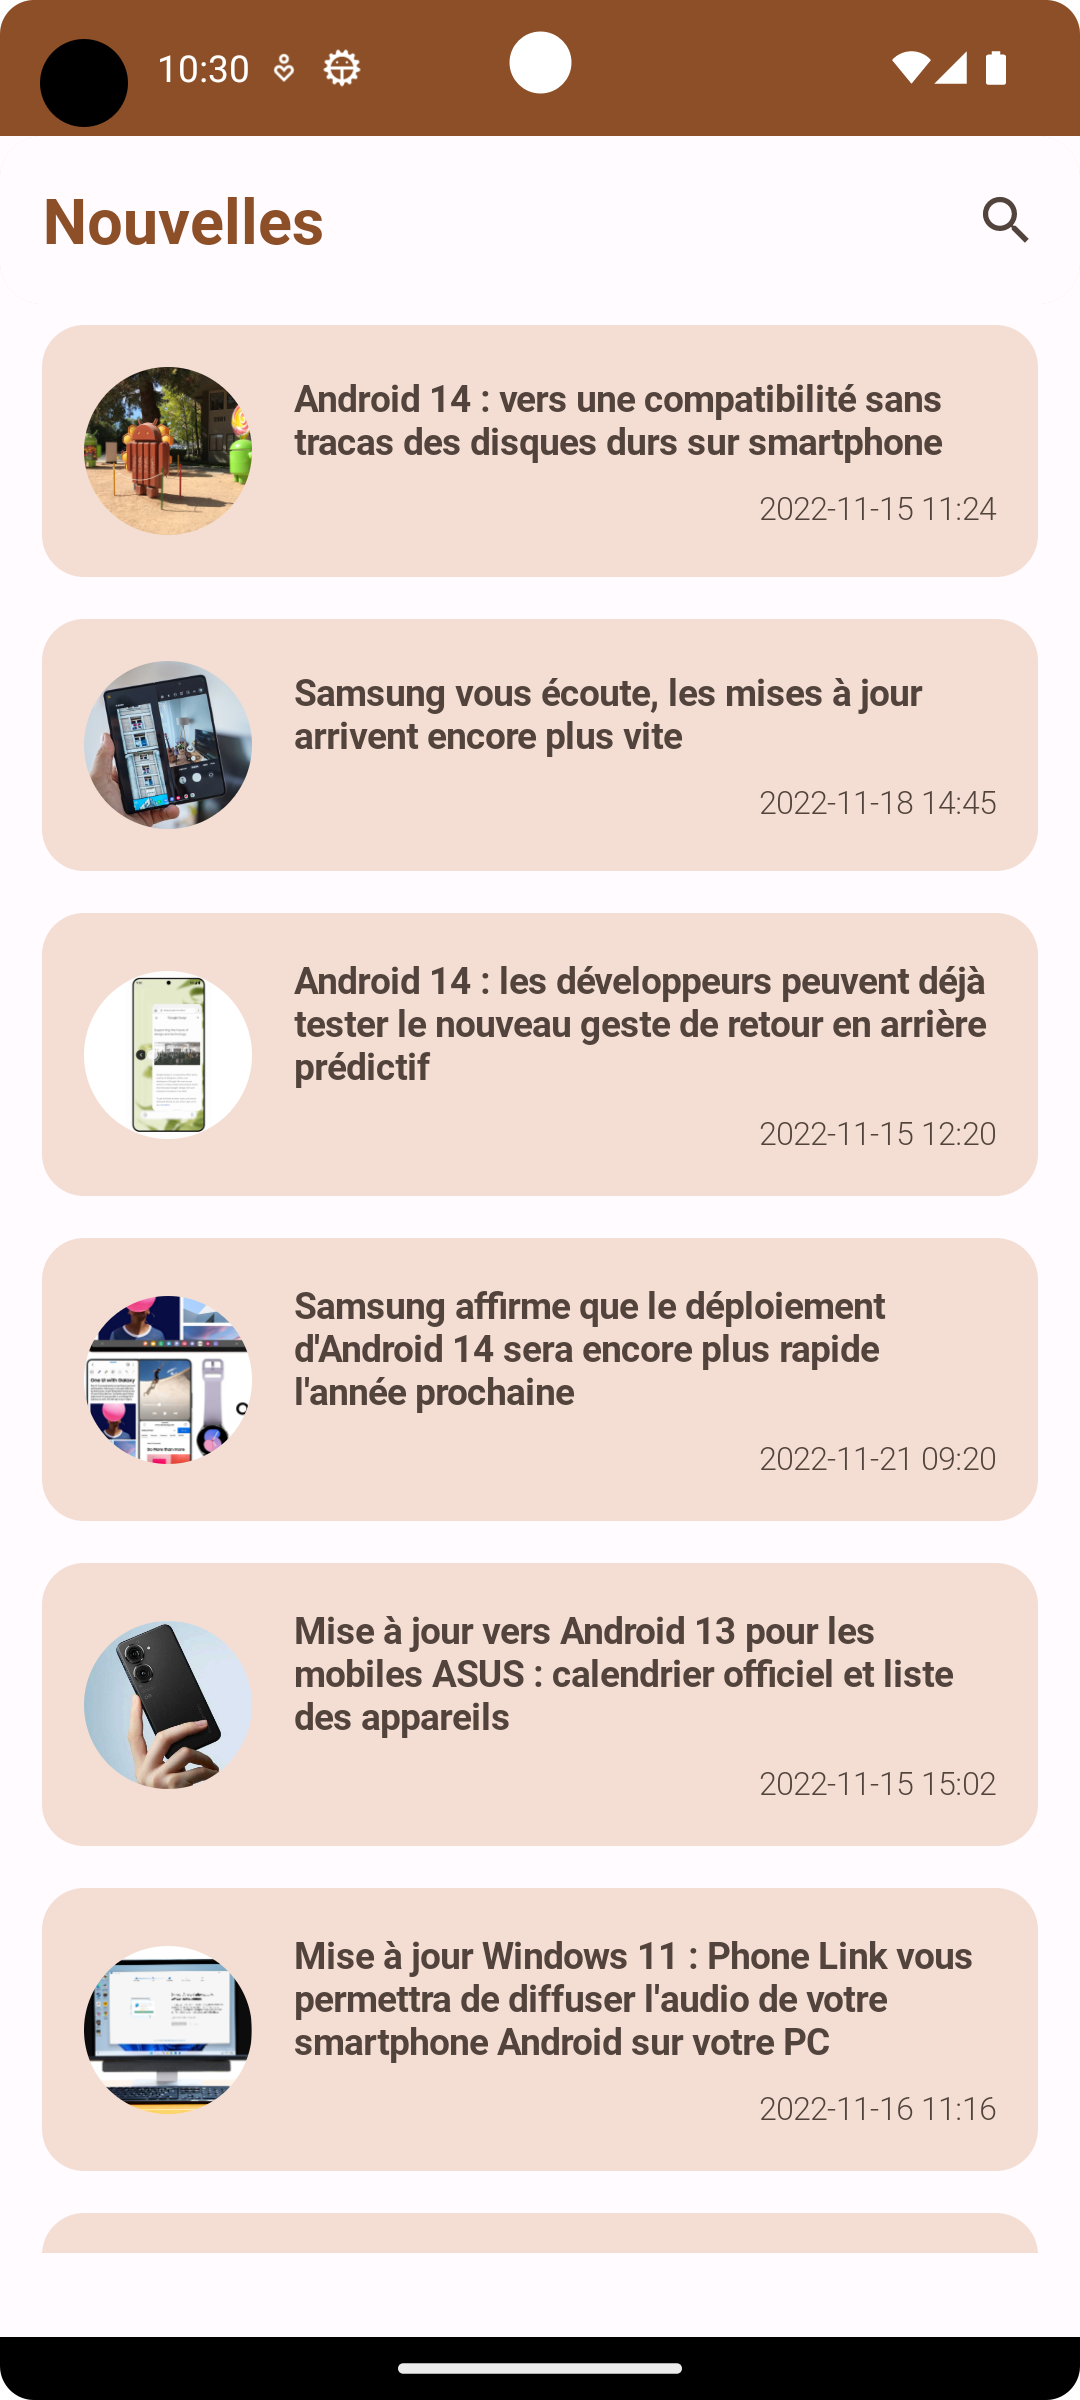 10:30
Nouvelles
Android 14 : vers une compatibilité sans
tracas des disques durs sur smartphone
2022-11-15 11:24
Samsung vous écoute, les mises à jour
arrivent encore plus vite
2022-11-18 14:45
Android 14 : les développeurs peuvent déjà
tester le nouveau geste de retour en arrière
prédictif
2022-11-15 12:20
Samsung affirme que le déploiement
d'Android 14 sera encore plus rapide
l'année prochaine
2022-11-21 09:20
Mise à jour vers Android 13 pour les
mobiles ASUS : calendrier officiel et liste
des appareils
2022-11-15 15:02
Mise à jour Windows 11 : Phone Link vous
permettra de diffuser l'audio de votre
smartphone Android sur votre PC
2022-11-16 11:16